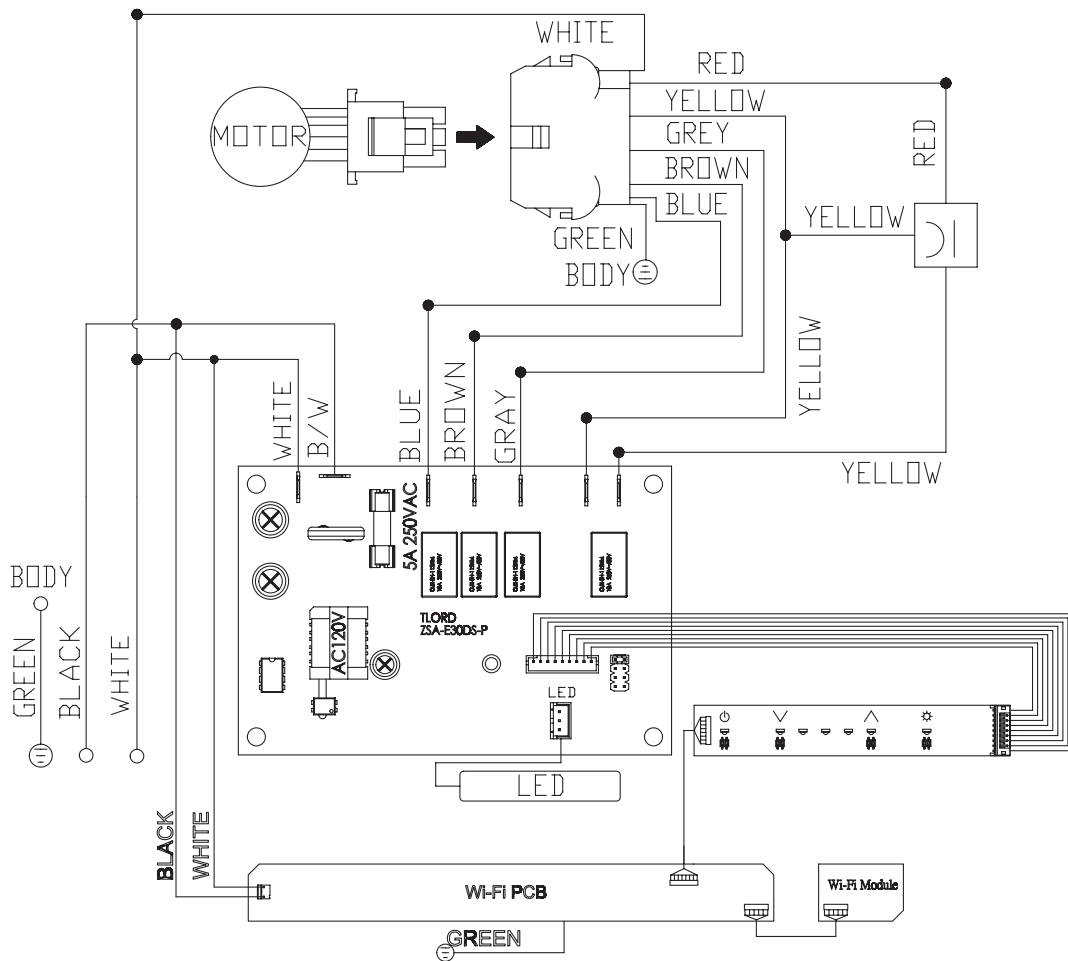 WHITE
RED
YELLOW
GREY
BROWN
BLUE
MOTOR
RED
YELLOW
GREEN
BODY
YELLOW
WHITE
B/W
BLUE
BROWN
GRAY
YELLOW
5A 250VAC
TLORD
ZSA-E30DS-P
AC120V
LED
LED
BODY
GREEN
BLACK
WHITE
BLACK
WHITE
Wi-Fi PCB
Wi-Fi Module
GREEN